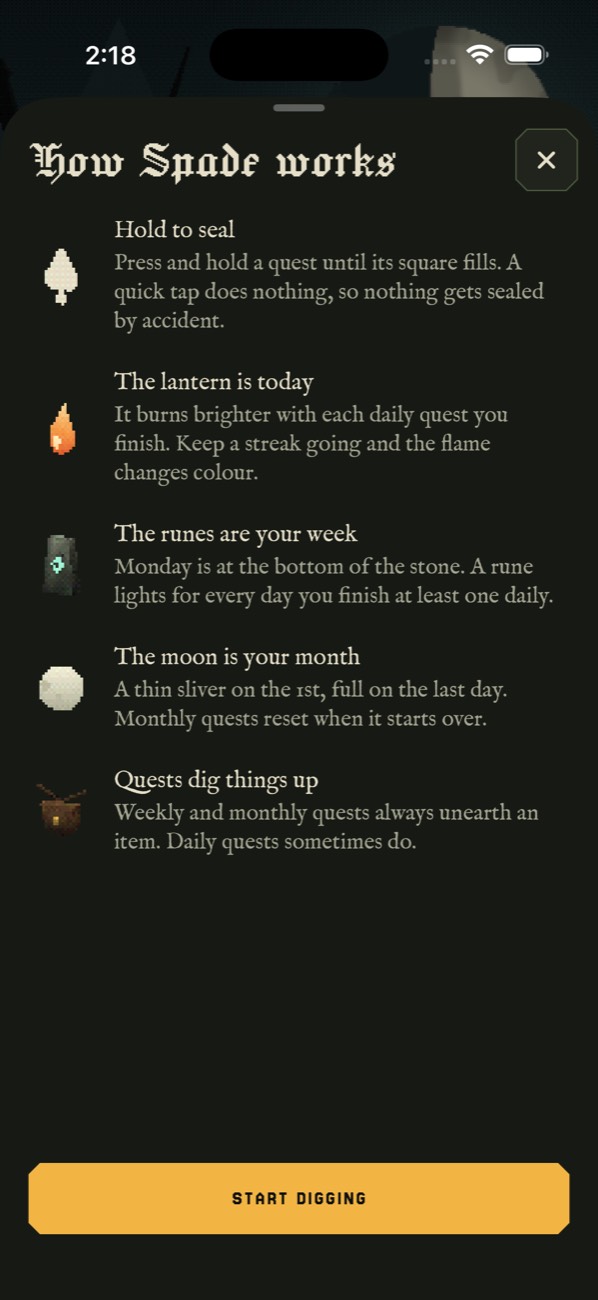 2:18
How Spade works
Hold to seal
Press and hold a quest until its square fills. A
quick tap does nothing, so nothing gets sealed
by accident.
The lantern is today
It burns brighter with each daily quest you
finish. Keep a streak going and the flame
changes colour.
The runes are your week
Monday is at the bottom of the stone. A rune
lights for every day you finish at least one daily.
The moon is your month
A thin sliver on the 1st, full on the last day.
Monthly quests reset when it starts over.
Quests dig things up
Weekly and monthly quests always unearth an
item. Daily quests sometimes do.
START DIGGING